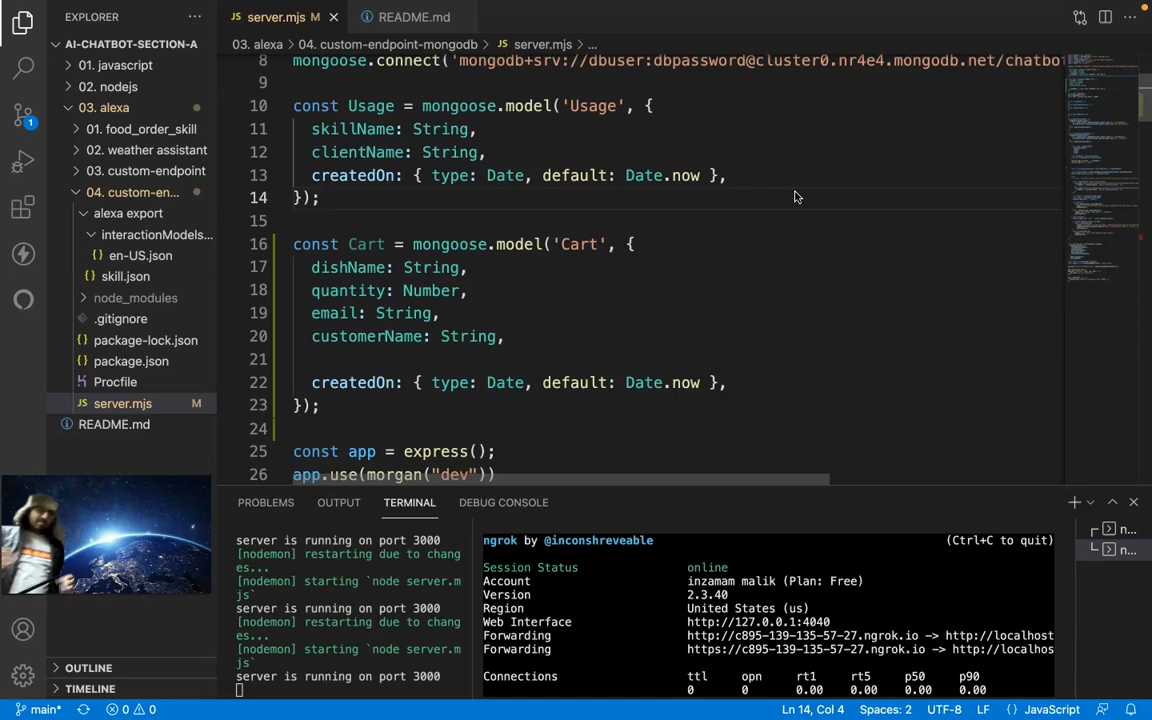 EXPLORER
AI-CHATBOT-SECTION-A
01. javascript
02. nodejs
03. alexa
01. food_order_skill
02. weather assistant
03. custom-endpoint
04. custom-en...
alexa export
interactionModels...
{} en-US.json
{} skill.json
node_modules
.gitignore
{} package-lock.json
{} package.json
Procfile
JS server.mjs M
README.md
OUTLINE
TIMELINE
1
JS server.mjs M
README.md
03. alexa > 04. custom-endpoint-mongodb > JS server.mjs > ...
8 mongoose.connect('mongodb+srv://dbuser:dbpassword@cluster0.nr4e4.mongodb.net/chatbot
9
10 const Usage = mongoose.model('Usage', {
11 skillName: String,
12 clientName: String,
13 createdOn: { type: Date, default: Date.now },
14 });
15
16 const Cart = mongoose.model('Cart', {
17 dishName: String,
18 quantity: Number,
19 email: String,
20 customerName: String,
21
22 createdOn: { type: Date, default: Date.now },
23 });
24
25 const app = express();
26 app.use(morgan("dev"))
PROBLEMS OUTPUT TERMINAL DEBUG CONSOLE
server is running on port 3000
[nodemon] restarting due to chang
es...
[nodemon] starting `node server.m
js`
server is running on port 3000
[nodemon] restarting due to chang
es...
[nodemon] starting `node server.m
js`
server is running on port 3000
ngrok by @inconshreveable (Ctrl+C to quit)
Session Status online
Account inzamam malik (Plan: Free)
Version 2.3.40
Region United States (us)
Web Interface http://127.0.0.1:4040
Forwarding http://c895-139-135-57-27.ngrok.io -> http://localhost
Forwarding https://c895-139-135-57-27.ngrok.io -> http://localhos
Connections ttl opn rt1 rt5 p50 p90
0 0 0.00 0.00 0.00 0.00
n...
n...
main* 0 0 Ln 14, Col 4 Spaces: 2 UTF-8 LF {} JavaScript